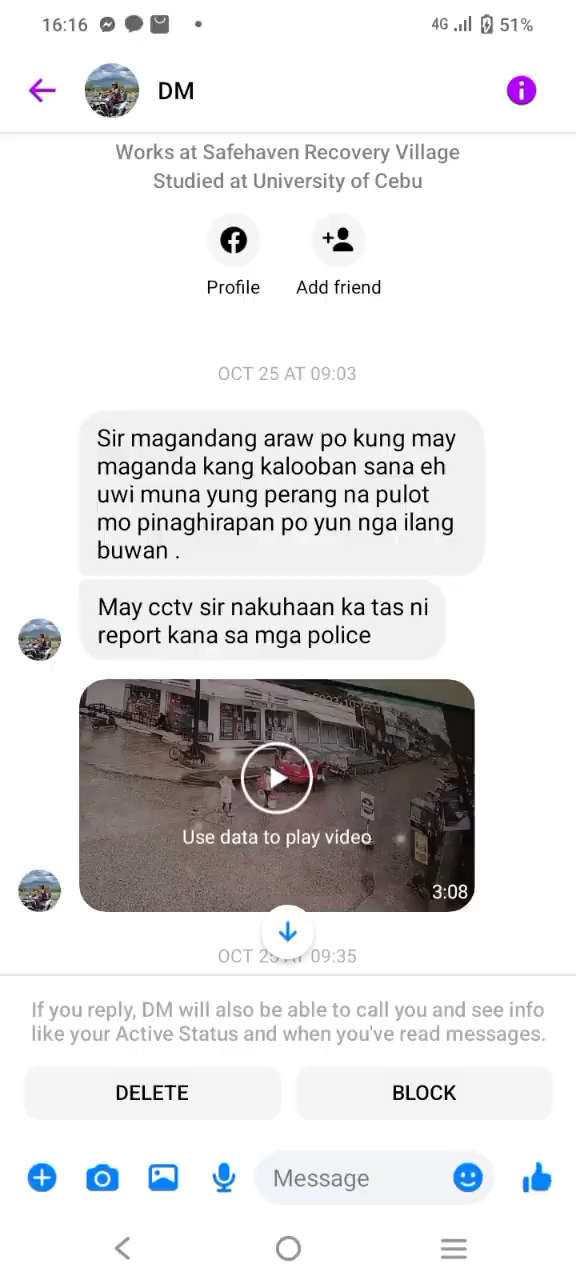 16:16
4G
51%
DM
Works at Safehaven Recovery Village
Studied at University of Cebu
Profile
Add friend
OCT 25 AT 09:03
Sir magandang araw po kung may
maganda kang kalooban sana eh
uwi muna yung perang na pulot
mo pinaghirapan po yun nga ilang
buwan .
May cctv sir nakuhaan ka tas ni
report kana sa mga police
Use data to play video
3:08
OCT 25 AT 09:35
If you reply, DM will also be able to call you and see info
like your Active Status and when you've read messages.
DELETE
BLOCK
Message